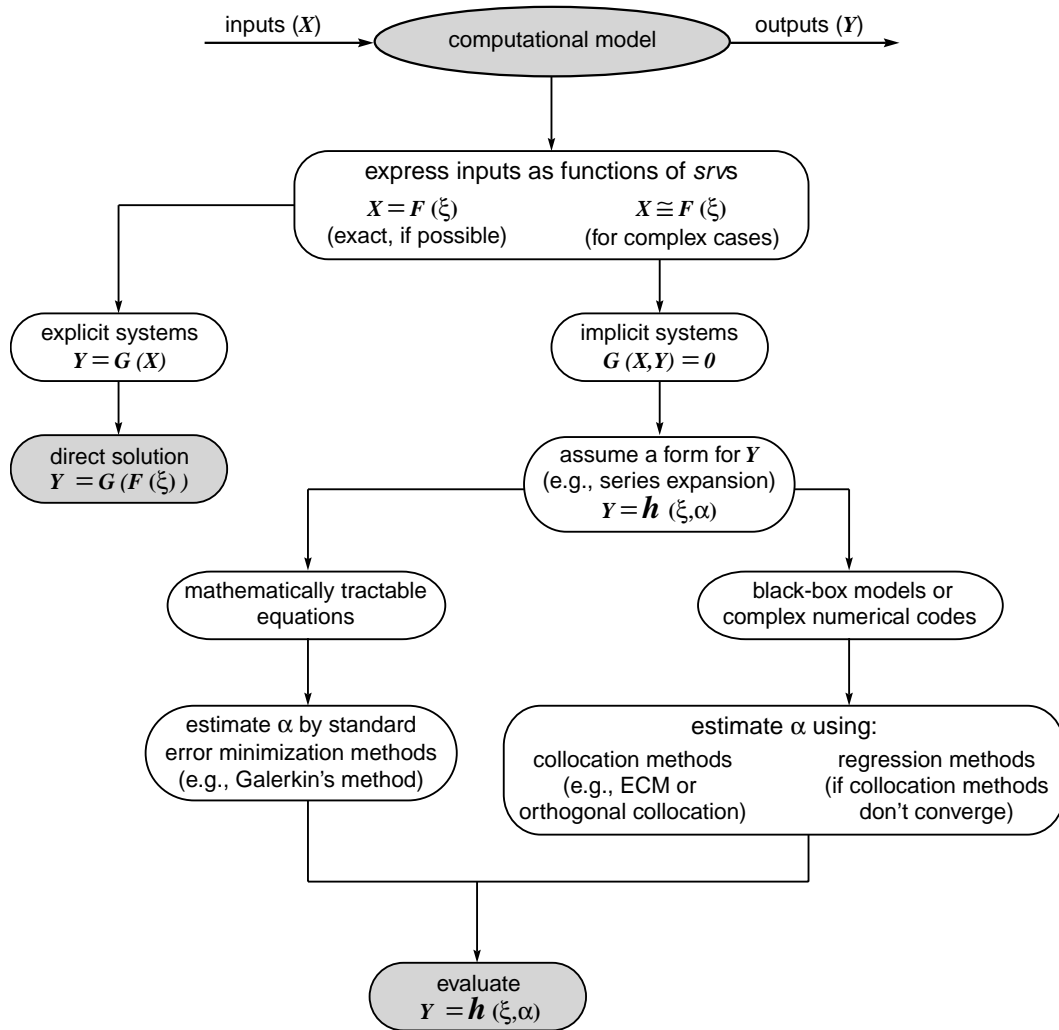 inputs (X)
computational model
outputs (Y)
express inputs as functions of srvs
X = F (ξ)
(exact, if possible)
X ≅ F (ξ)
(for complex cases)
explicit systems
Y = G (X)
implicit systems
G (X,Y) = 0
direct solution
Y = G (F (ξ) )
assume a form for Y
(e.g., series expansion)
Y = h (ξ,α)
mathematically tractable
equations
black-box models or
complex numerical codes
estimate α by standard
error minimization methods
(e.g., Galerkin's method)
estimate α using:
collocation methods
(e.g., ECM or
orthogonal collocation)
regression methods
(if collocation methods
don't converge)
evaluate
Y = h (ξ,α)